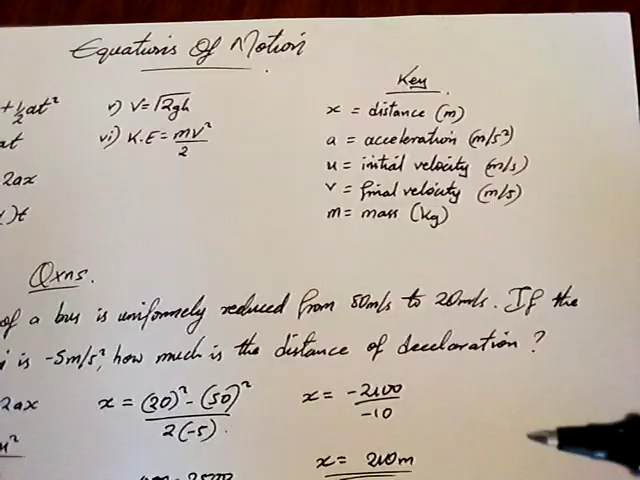 Equations Of Motion
+ ½at²
v) V = √2gh
at
vi) K.E = mv²/2
2ax
)t
Key
x = distance (m)
a = acceleration (m/s²)
u = initial velocity (m/s)
v = final velocity (m/s)
m = mass (kg)
Qxns.
of a bus is uniformely reduced from 50m/s to 20m/s. If the
is -5m/s², how much is the distance of decelaration?
2ax
x = (20)² - (50)² / 2(-5).
x = -2100 / -10
x = 210m